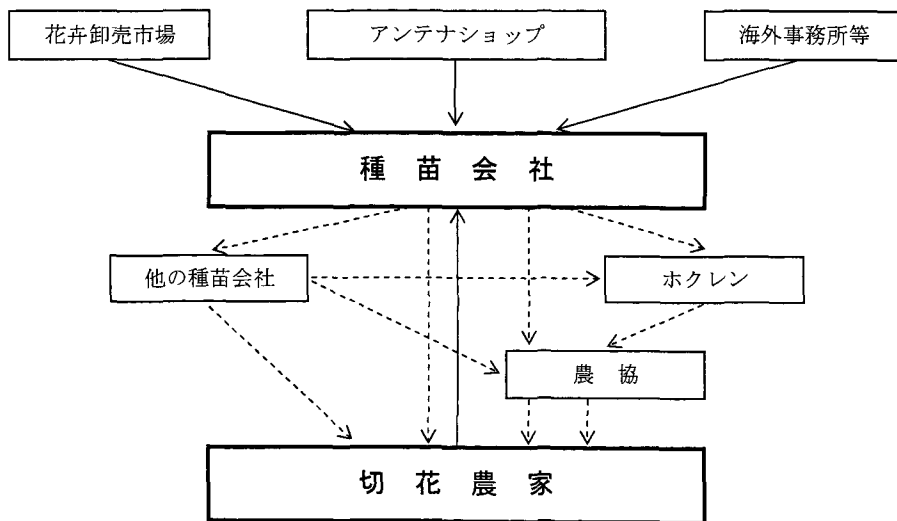 花卉卸売市場
アンテナショップ
海外事務所等
種苗会社
他の種苗会社
ホクレン
農協
切花農家